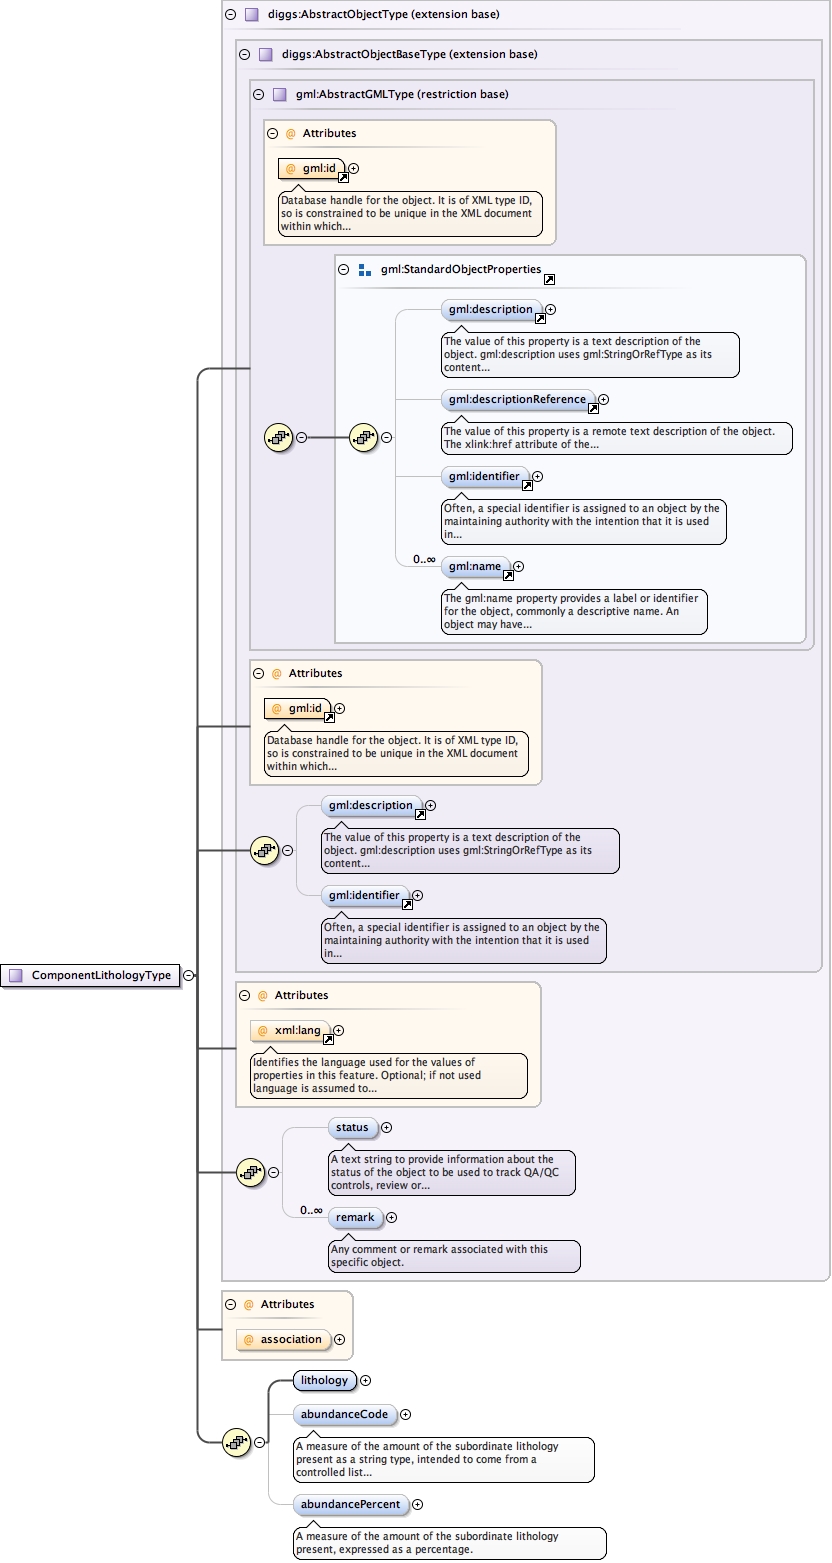 diggs:AbstractObjectType (extension base)
diggs:AbstractObjectBaseType (extension base)
gml:AbstractGMLType (restriction base)
@ Attributes
@ gml:id
Database handle for the object. It is of XML type ID,
so is constrained to be unique in the XML document
within which...
gml:StandardObjectProperties
gml:description
The value of this property is a text description of the
object. gml:description uses gml:StringOrRefType as its
content...
gml:descriptionReference
The value of this property is a remote text description of the object.
The xlink:href attribute of the...
gml:identifier
Often, a special identifier is assigned to an object by the
maintaining authority with the intention that it is used
in...
0..∞
gml:name
The gml:name property provides a label or identifier
for the object, commonly a descriptive name. An
object may have...
@ Attributes
@ gml:id
Database handle for the object. It is of XML type ID,
so is constrained to be unique in the XML document
within which...
gml:description
The value of this property is a text description of the
object. gml:description uses gml:StringOrRefType as its
content...
gml:identifier
Often, a special identifier is assigned to an object by the
maintaining authority with the intention that it is used
in...
ComponentLithologyType
@ Attributes
@ xml:lang
Identifies the language used for the values of
properties in this feature. Optional; if not used
language is assumed to...
status
A text string to provide information about the
status of the object to be used to track QA/QC
controls, review or...
0..∞
remark
Any comment or remark associated with this
specific object.
@ Attributes
@ association
lithology
abundanceCode
A measure of the amount of the subordinate lithology
present as a string type, intended to come from a
controlled list...
abundancePercent
A measure of the amount of the subordinate lithology
present, expressed as a percentage.